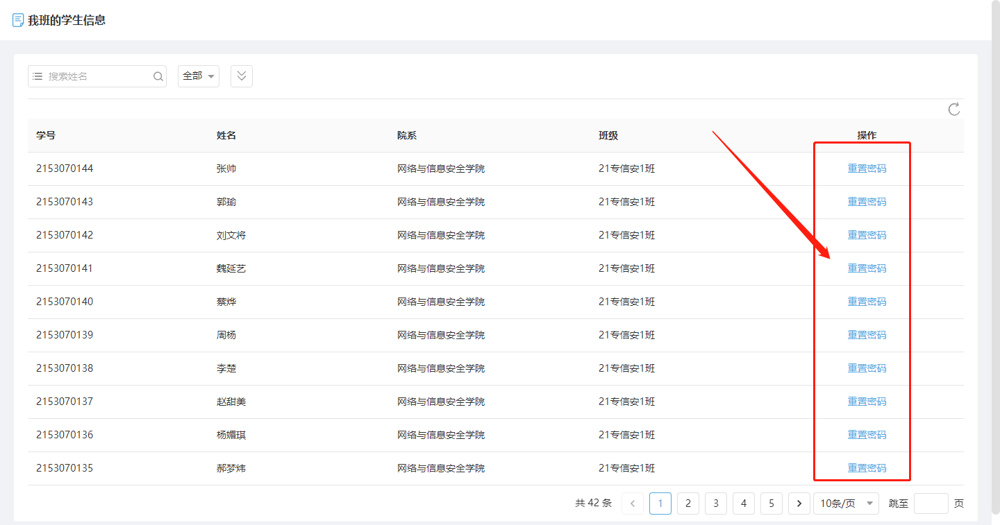 我班的学生信息
搜索姓名 全部
学号 姓名 院系 班级 操作
2153070144 张帅 网络与信息安全学院 21专信安1班 重置密码
2153070143 郭瑜 网络与信息安全学院 21专信安1班 重置密码
2153070142 刘文将 网络与信息安全学院 21专信安1班 重置密码
2153070141 魏延艺 网络与信息安全学院 21专信安1班 重置密码
2153070140 蔡烨 网络与信息安全学院 21专信安1班 重置密码
2153070139 周杨 网络与信息安全学院 21专信安1班 重置密码
2153070138 李楚 网络与信息安全学院 21专信安1班 重置密码
2153070137 赵甜美 网络与信息安全学院 21专信安1班 重置密码
2153070136 杨媚琪 网络与信息安全学院 21专信安1班 重置密码
2153070135 郝梦炜 网络与信息安全学院 21专信安1班 重置密码
共 42 条 1 2 3 4 5 10条/页 跳至 页